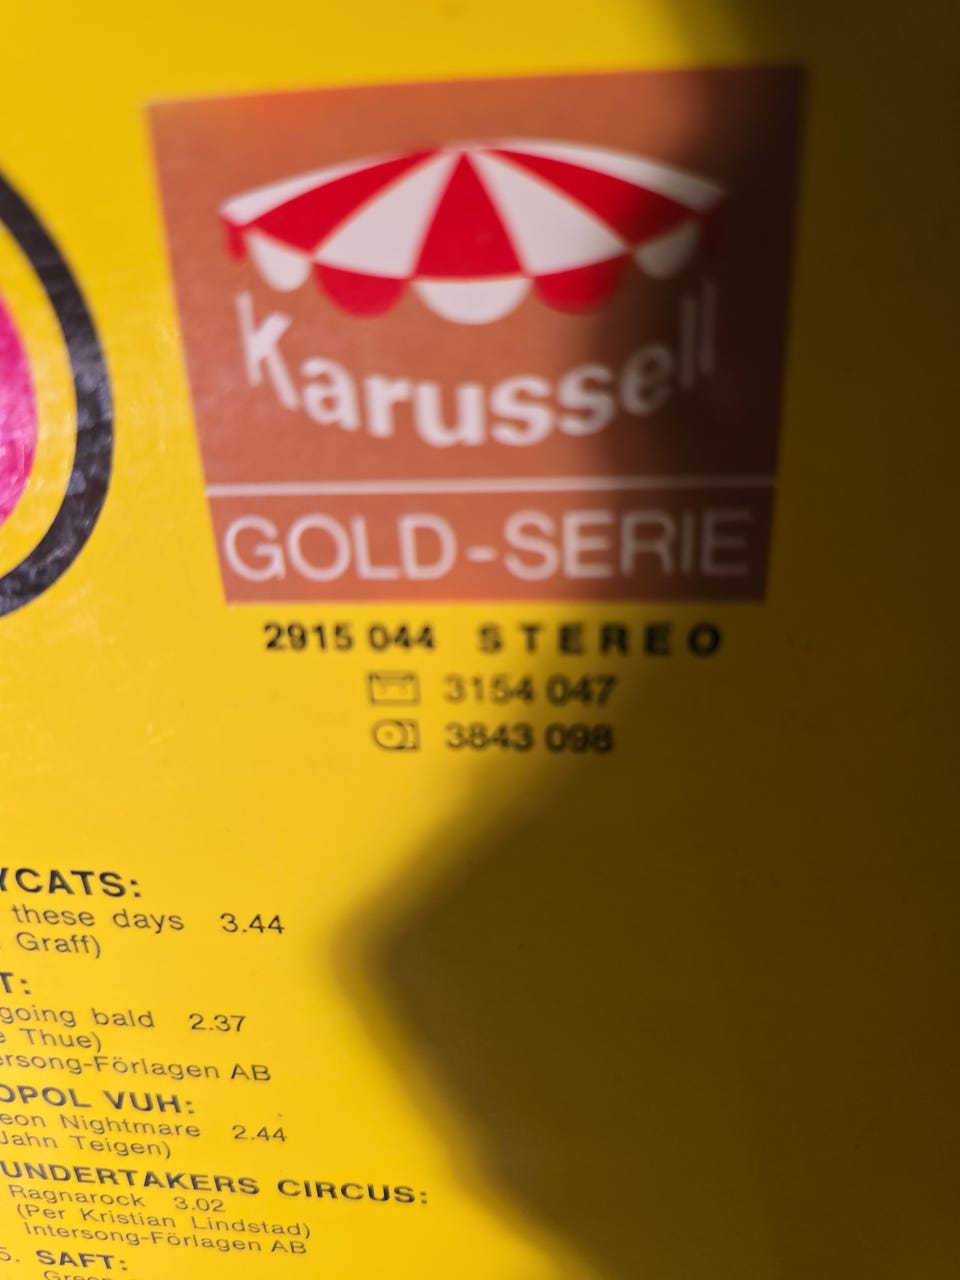 Karussell
GOLD-SERIE
2915 044 STEREO
3154 047
3843 098
YCATS:
these days 3.44
Graff)
T:
going bald 2.37
e Thue)
ersong-Förlagen AB
OPOL VUH:
eon Nightmare 2.44
Jahn Teigen)
UNDERTAKERS CIRCUS:
Ragnarock 3.02
(Per Kristian Lindstad)
Intersong-Förlagen AB
5. SAFT: